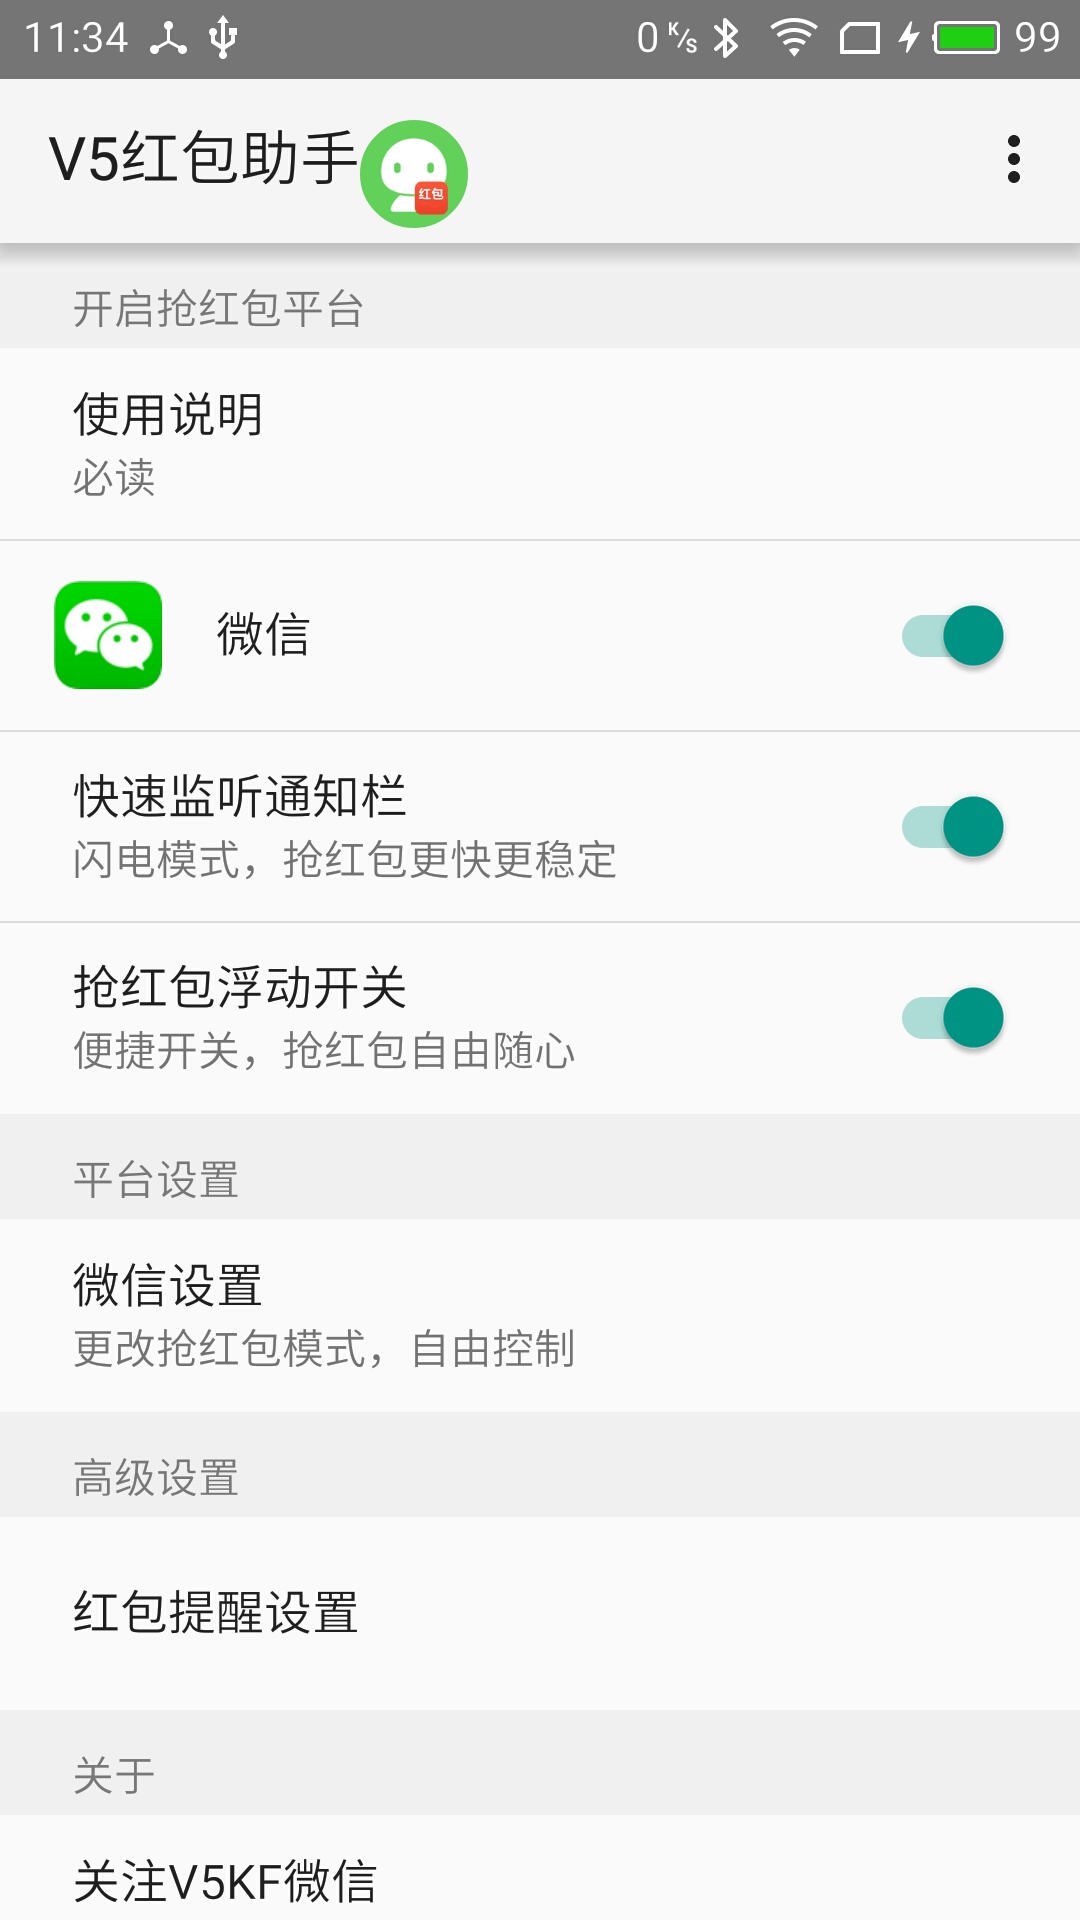 11:34
0 K/s
99
V5红包助手
红包
开启抢红包平台
使用说明
必读
微信
快速监听通知栏
闪电模式，抢红包更快更稳定
抢红包浮动开关
便捷开关，抢红包自由随心
平台设置
微信设置
更改抢红包模式，自由控制
高级设置
红包提醒设置
关于
关注V5KF微信